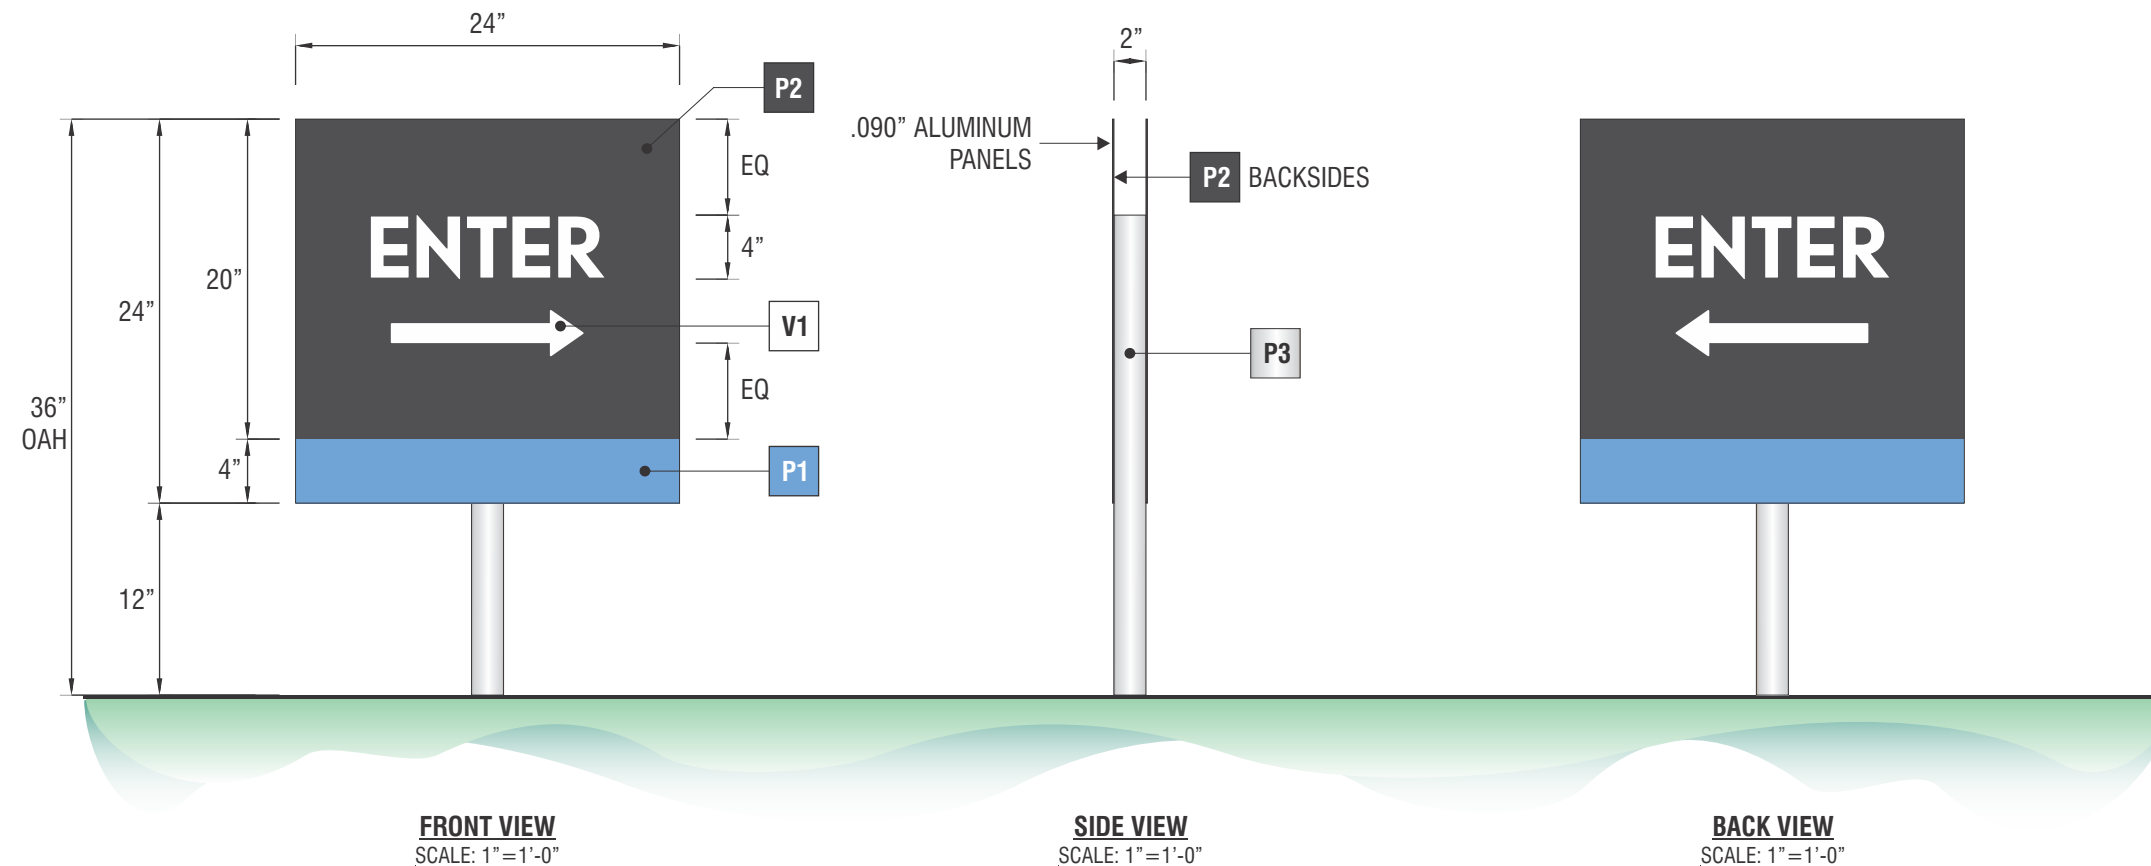 24”
P2
EQ
ENTER
4”
20”
24”
V1
EQ
36”
OAH
4”
P1
12”
FRONT VIEW
SCALE: 1”=1’-0”
2”
.090” ALUMINUM
PANELS
P2 BACKSIDES
P3
SIDE VIEW
SCALE: 1”=1’-0”
ENTER
BACK VIEW
SCALE: 1”=1’-0”